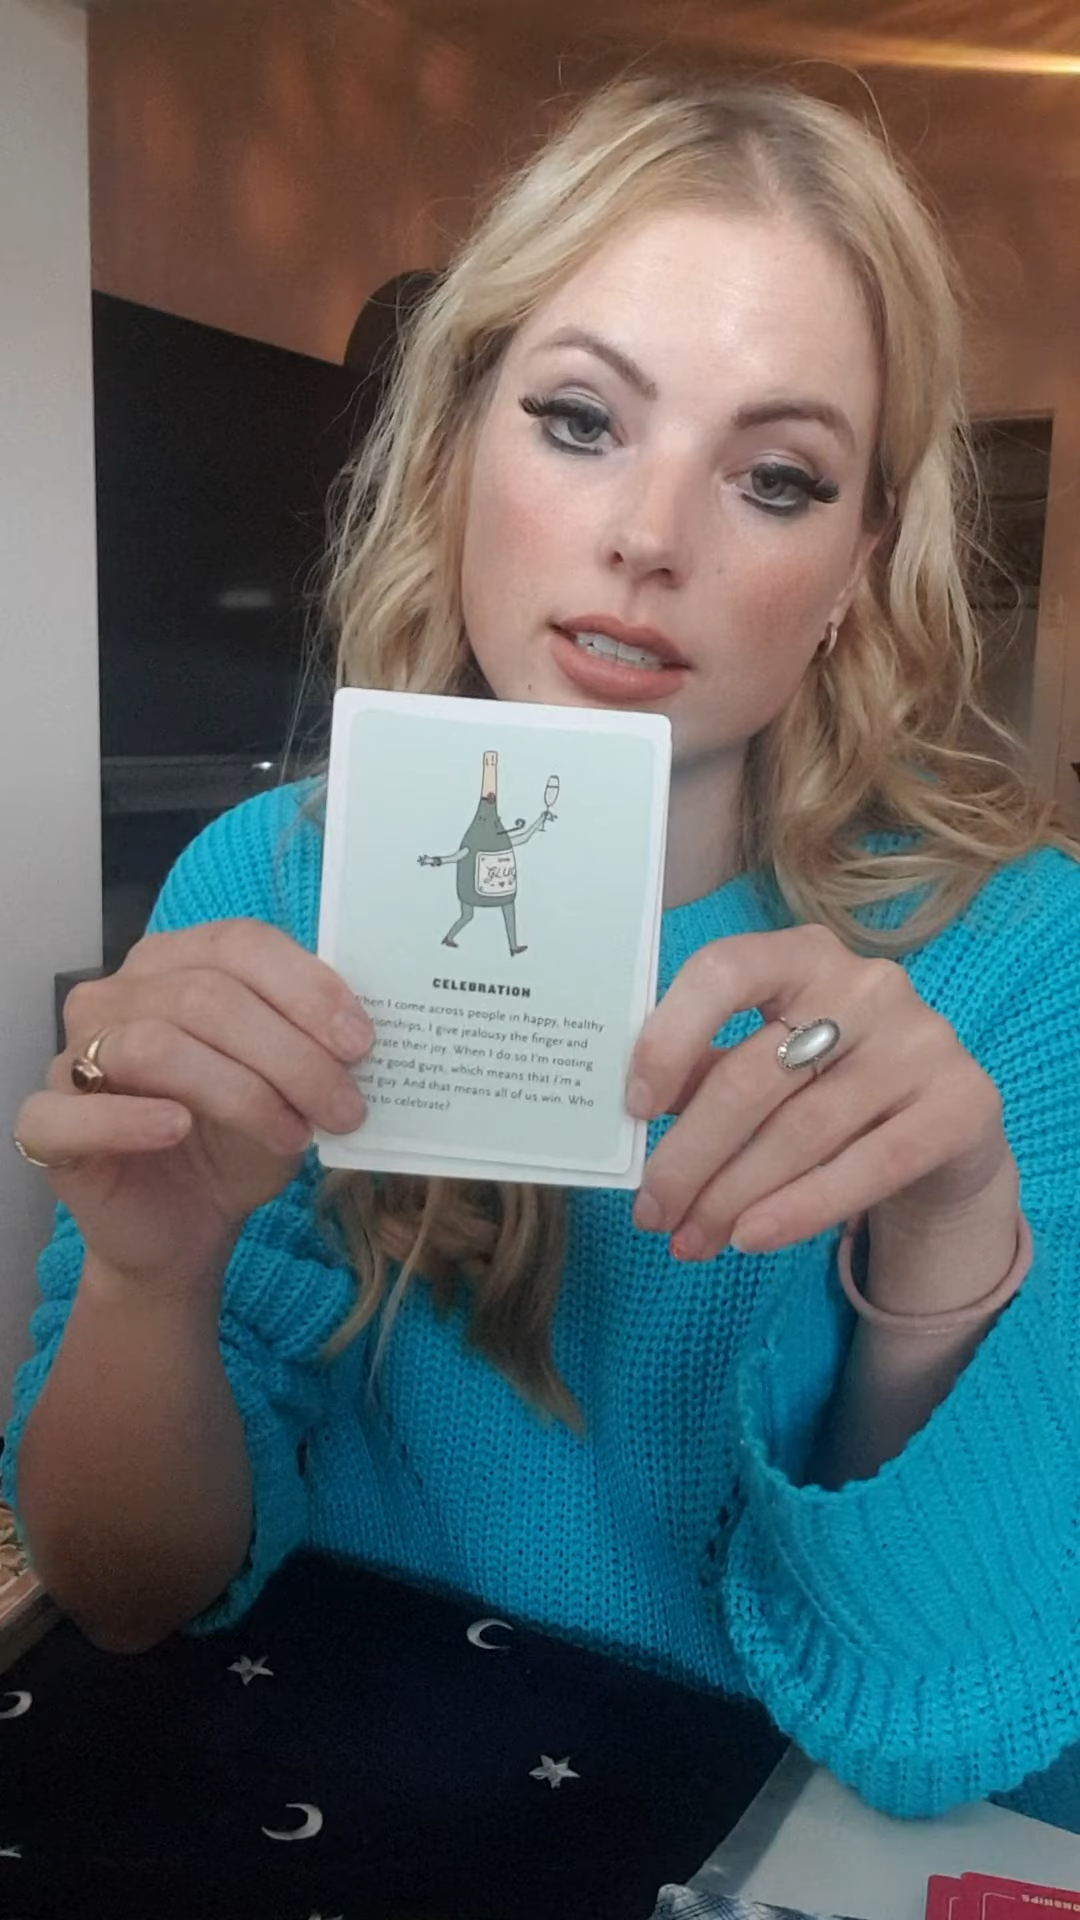 GLUG
CELEBRATION
When I come across people in happy, healthy
I give jealousy the finger and
their joy. When I do so I'm rooting
the good guys, which means that I'm a
guy. And that means all of us win. Who
to celebrate?